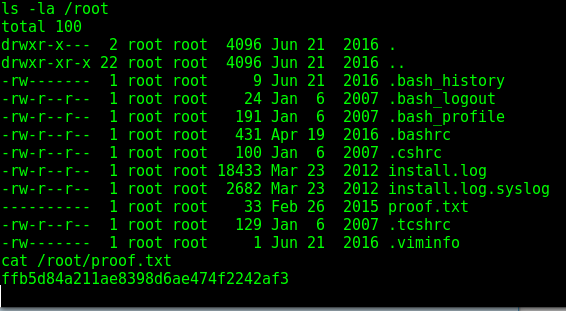 ls -la /root
total 100
drwxr-x---  2 root root  4096 Jun 21  2016 .
drwxr-xr-x 22 root root  4096 Jun 21  2016 ..
-rw-------  1 root root     9 Jun 21  2016 .bash_history
-rw-r--r--  1 root root    24 Jan  6  2007 .bash_logout
-rw-r--r--  1 root root   191 Jan  6  2007 .bash_profile
-rw-r--r--  1 root root   431 Apr 19  2016 .bashrc
-rw-r--r--  1 root root   100 Jan  6  2007 .cshrc
-rw-r--r--  1 root root 18433 Mar 23  2012 install.log
-rw-r--r--  1 root root  2682 Mar 23  2012 install.log.syslog
----------  1 root root    33 Feb 26  2015 proof.txt
-rw-r--r--  1 root root   129 Jan  6  2007 .tcshrc
-rw-------  1 root root     1 Jun 21  2016 .viminfo
cat /root/proof.txt
ffb5d84a211ae8398d6ae474f2242af3